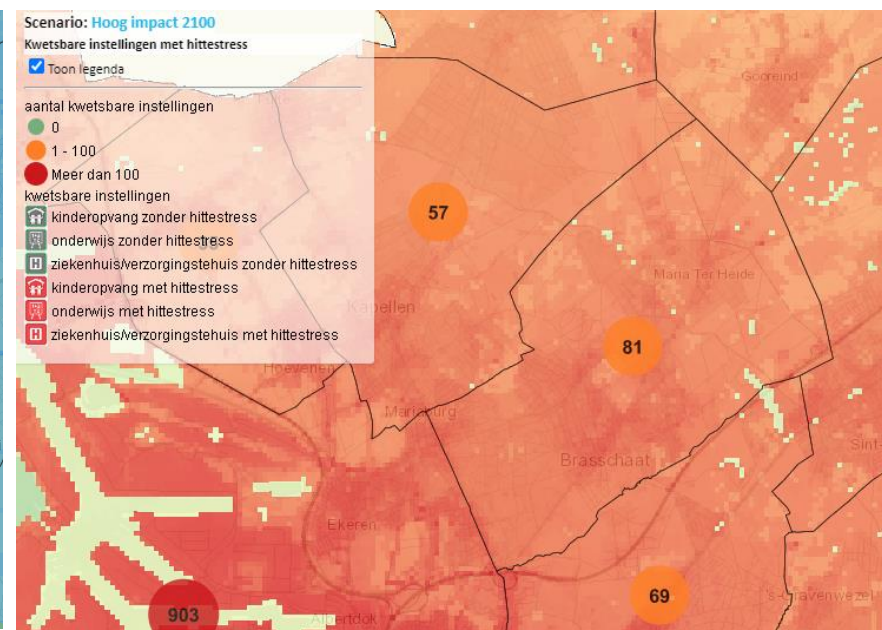 Scenario: Hoog impact 2100
Kwetsbare instellingen met hittestress
Toon legenda
aantal kwetsbare instellingen
0
1 - 100
Meer dan 100
kwetsbare instellingen
kinderopvang zonder hittestress
onderwijs zonder hittestress
ziekenhuis/verzorgingstehuis zonder hittestress
kinderopvang met hittestress
onderwijs met hittestress
ziekenhuis/verzorgingstehuis met hittestress
Gooreind
57
Maria Ter Heide
Kapellen
81
Hoevenen
Mariaburg
Brasschaat
Sint-
Ekeren
69
's-Gravenwezel
903
Albertdok